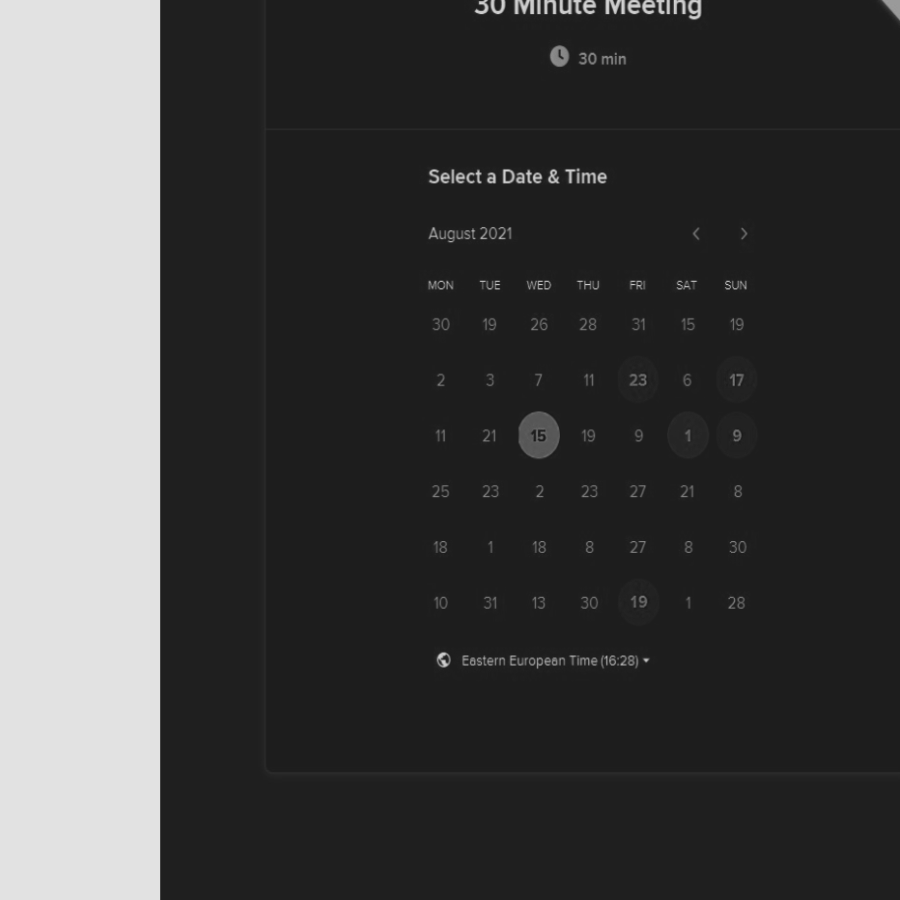 30 Minute Meeting
30 min
Select a Date & Time
August 2021
MON TUE WED THU FRI SAT SUN
30 19 26 28 31 15 19
2 3 7 11 23 6 17
11 21 15 19 9 1 9
25 23 2 23 27 21 8
18 1 18 8 27 8 30
10 31 13 30 19 1 28
Eastern European Time (16:28)